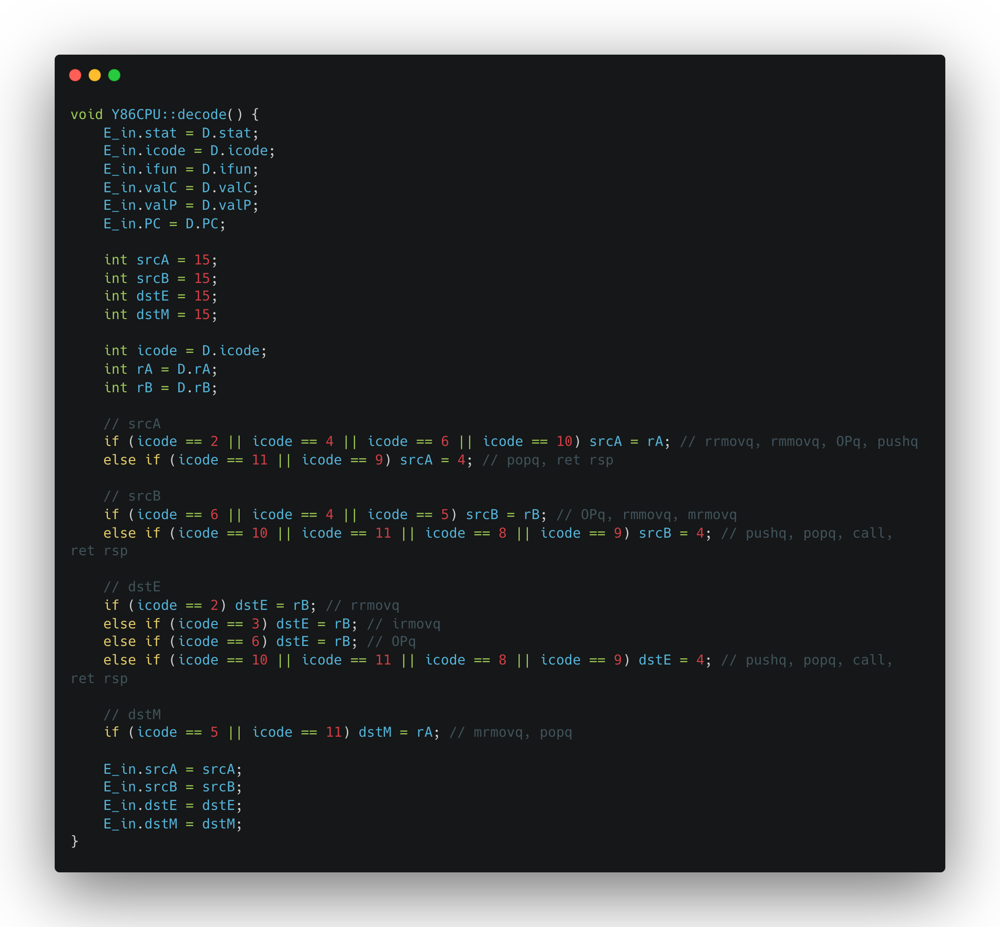 void Y86CPU::decode() {
    E_in.stat = D.stat;
    E_in.icode = D.icode;
    E_in.ifun = D.ifun;
    E_in.valC = D.valC;
    E_in.valP = D.valP;
    E_in.PC = D.PC;

    int srcA = 15;
    int srcB = 15;
    int dstE = 15;
    int dstM = 15;

    int icode = D.icode;
    int rA = D.rA;
    int rB = D.rB;

    // srcA
    if (icode == 2 || icode == 4 || icode == 6 || icode == 10) srcA = rA; // rrmovq, rmmovq, OPq, pushq
    else if (icode == 11 || icode == 9) srcA = 4; // popq, ret rsp

    // srcB
    if (icode == 6 || icode == 4 || icode == 5) srcB = rB; // OPq, rmmovq, mrmovq
    else if (icode == 10 || icode == 11 || icode == 8 || icode == 9) srcB = 4; // pushq, popq, call,
ret rsp

    // dstE
    if (icode == 2) dstE = rB; // rrmovq
    else if (icode == 3) dstE = rB; // irmovq
    else if (icode == 6) dstE = rB; // OPq
    else if (icode == 10 || icode == 11 || icode == 8 || icode == 9) dstE = 4; // pushq, popq, call,
ret rsp

    // dstM
    if (icode == 5 || icode == 11) dstM = rA; // mrmovq, popq

    E_in.srcA = srcA;
    E_in.srcB = srcB;
    E_in.dstE = dstE;
    E_in.dstM = dstM;
}